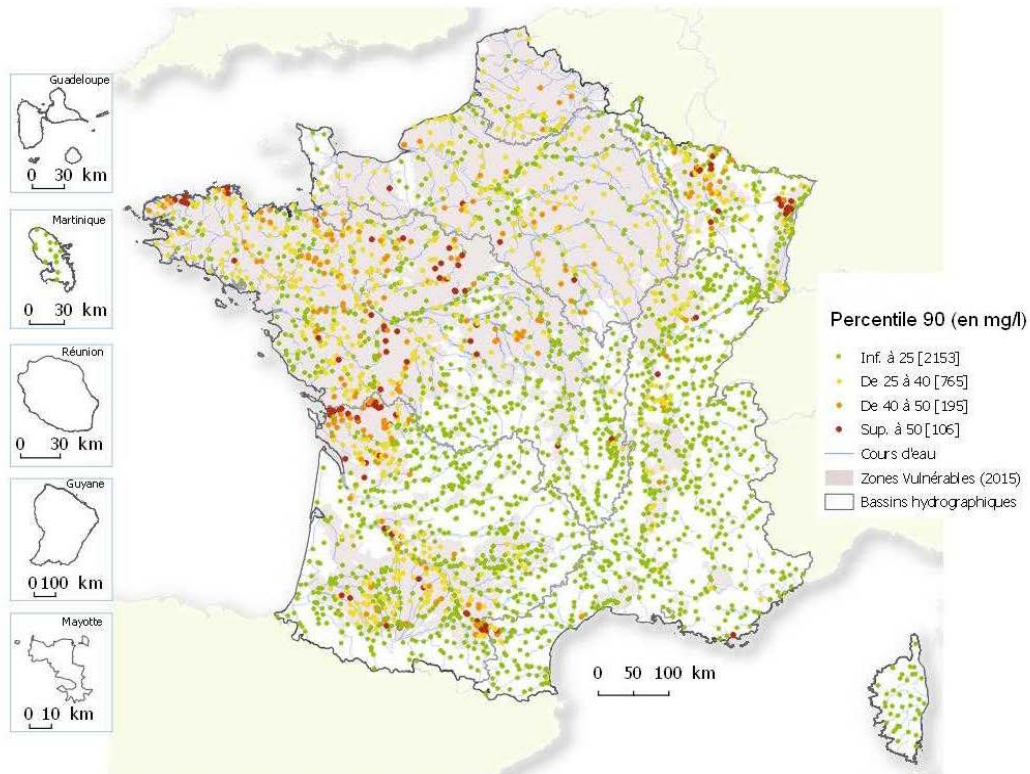 Guadeloupe
0 30 km
Martinique
0 30 km
Réunion
0 30 km
Guyane
0 100 km
Mayotte
0 10 km
Percentile 90 (en mg/l)
Inf. à 25 [2153]
De 25 à 40 [765]
De 40 à 50 [195]
Sup. à 50 [106]
Cours d'eau
Zones Vulnérables (2015)
Bassins hydrographiques
0 50 100 km